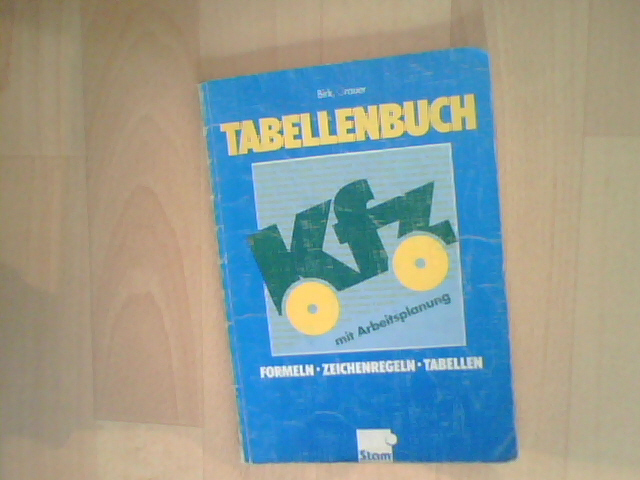 Birk, Grauer
TABELLENBUCH
Kfz
mit Arbeitsplanung
FORMELN · ZEICHENREGELN · TABELLEN
Stam